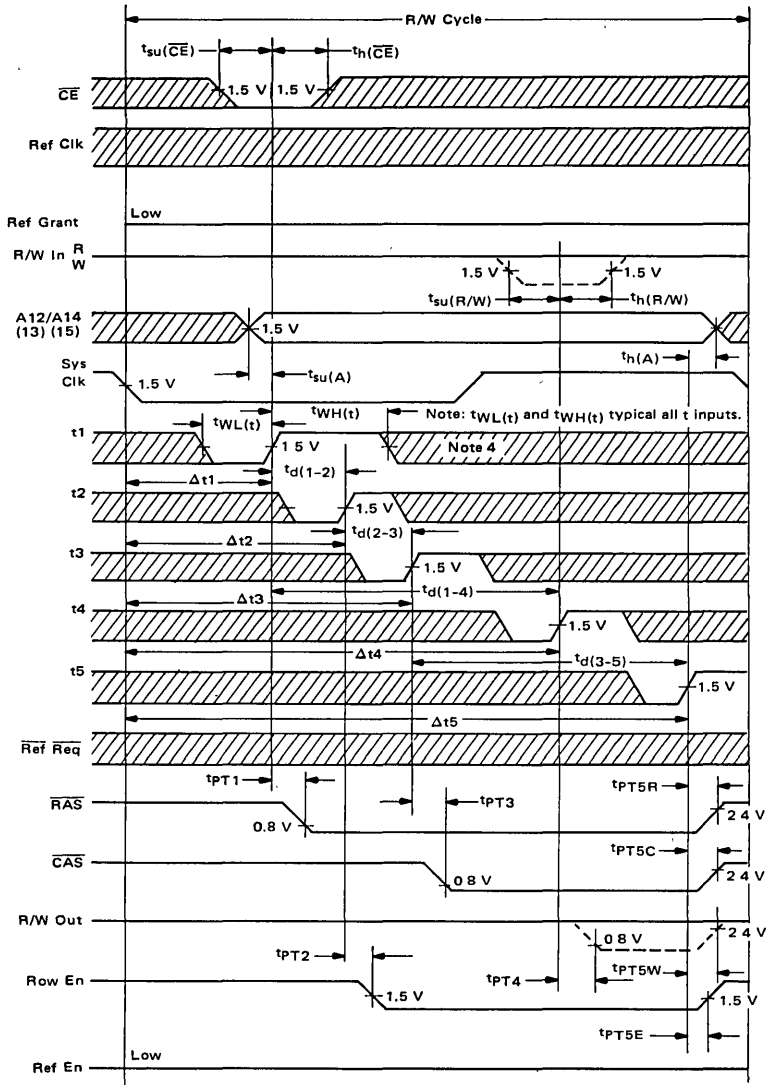 R/W Cycle
tsu(CE) th(CE)
CE 1.5 V 1.5 V
Ref Clk
Ref Grant Low
R/W In R
W
1.5 V 1.5 V
tsu(R/W) th(R/W)
A12/A14
(13) (15)
1.5 V
th(A)
Sys
Clk
1.5 V
tsu(A)
tWL(t) tWH(t) Note: tWL(t) and tWH(t) typical all t inputs.
t1 1 5 V Note 4
Δt1 td(1-2)
t2 1.5 V
Δt2 td(2-3)
t3 1.5 V
Δt3 td(1-4)
t4 1.5 V
Δt4 td(3-5)
t5 1.5 V
Δt5
Ref Req
tPT1 tPT3 tPT5R
RAS 0.8 V 2 4 V
tPT5C
CAS 0 8 V 2 4 V
R/W Out 0 8 V 2 4 V
tPT2 tPT4 tPT5W
Row En 1.5 V 1.5 V
tPT5E
Ref En Low